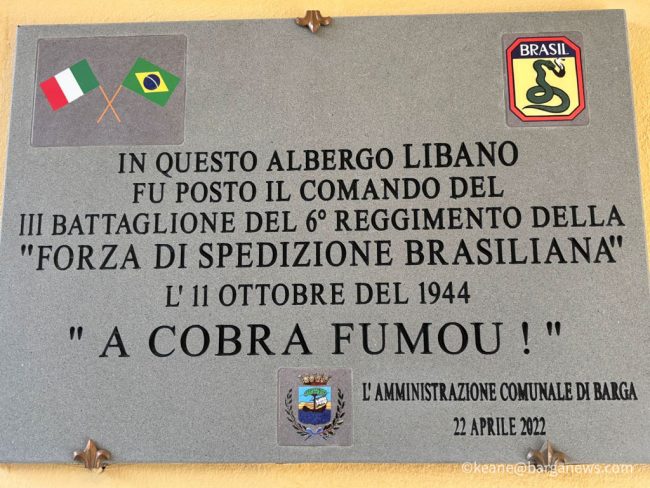 BRASIL
IN QUESTO ALBERGO LIBANO
FU POSTO IL COMANDO DEL
III BATTAGLIONE DEL 6° REGGIMENTO DELLA
"FORZA DI SPEDIZIONE BRASILIANA"
L' 11 OTTOBRE DEL 1944
" A COBRA FUMOU ! "
L' AMMINISTRAZIONE COMUNALE DI BARGA
22 APRILE 2022
©keane@barganews.com